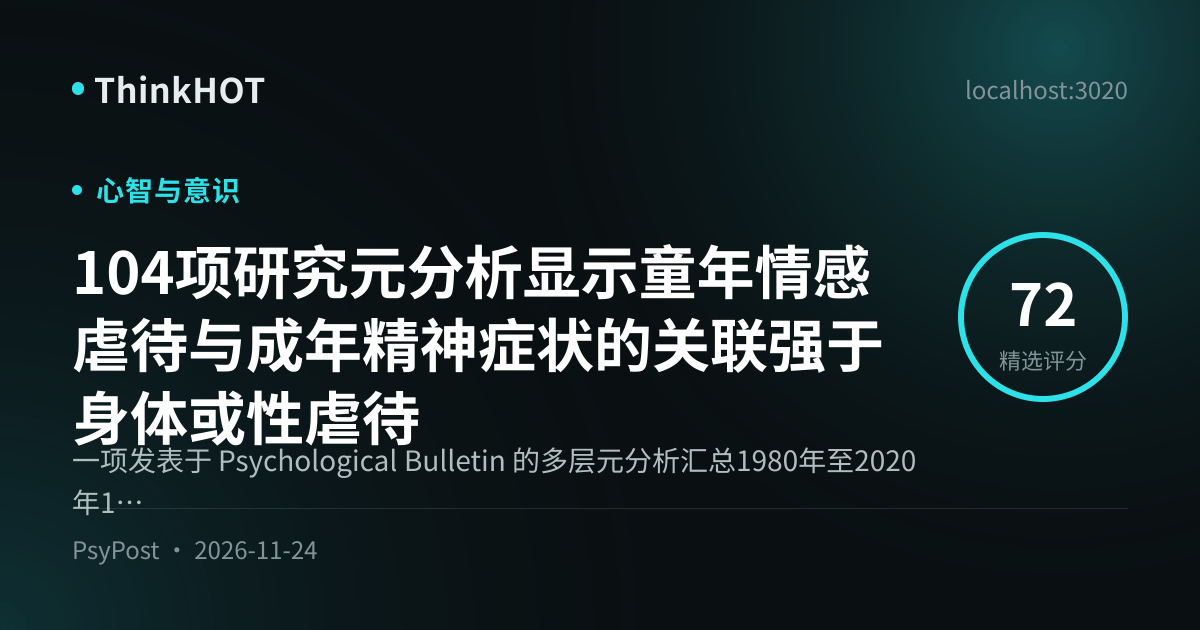 ThinkHOT
localhost:3020
心智与意识
104项研究元分析显示童年情感
虐待与成年精神症状的关联强于
身体或性虐待
72
精选评分
一项发表于 Psychological Bulletin 的多层元分析汇总1980年至2020
年1…
PsyPost • 2026-11-24